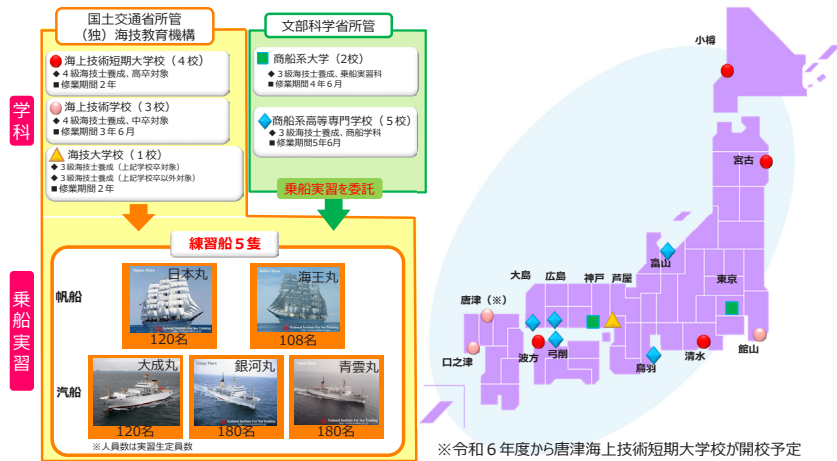 国土交通省所管
（独）海技教育機構
文部科学省所管
海上技術短期大学校（４校）
◆４級海技士養成、高卒対象
■修業期間２年
海上技術学校（３校）
◆４級海技士養成、中卒対象
■修業期間３年６月
海技大学校（１校）
◆３級海技士養成（上記学校卒対象）
◆３級海技士養成（上記学校卒以外対象）
■修業期間２年
商船系大学（2校）
◆３級海技士養成、乗船実習科
■修業期間４年６月
商船系高等専門学校（５校）
◆３級海技士養成、商船学科
■修業期間5年6月
学科
乗船実習を委託
練習船５隻
乗船実習
帆船
日本丸
120名
海王丸
108名
汽船
大成丸
120名
銀河丸
180名
青雲丸
180名
※人員数は実習生定員数
小樽
宮古
富山
東京
大島
広島
神戸
芦屋
唐津（※）
口之津
波方
弓削
鳥羽
清水
館山
※令和６年度から唐津海上技術短期大学校が開校予定